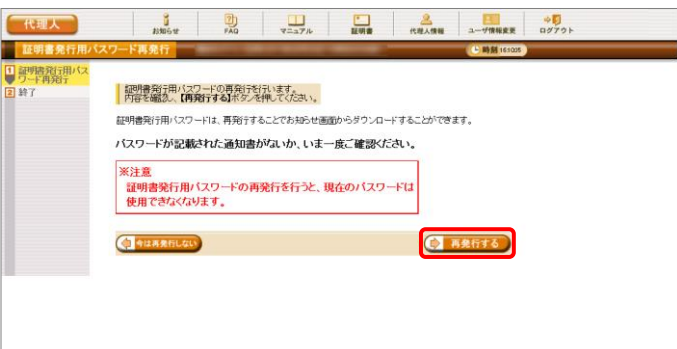 代理人
お知らせ
FAQ
マニュアル
証明書
代理人情報
ユーザ情報変更
ログアウト
証明書発行用パスワード再発行
時刻 161005
1 証明書発行用パス
ワード再発行
2 終了
証明書発行用パスワードの再発行を行います。
内容を確認し、【再発行する】ボタンを押してください。
証明書発行用パスワードは、再発行することでお知らせ画面からダウンロードすることができます。
パスワードが記載された通知書がないか、いま一度ご確認ください。
※注意
証明書発行用パスワードの再発行を行うと、現在のパスワードは
使用できなくなります。
今は再発行しない
再発行する